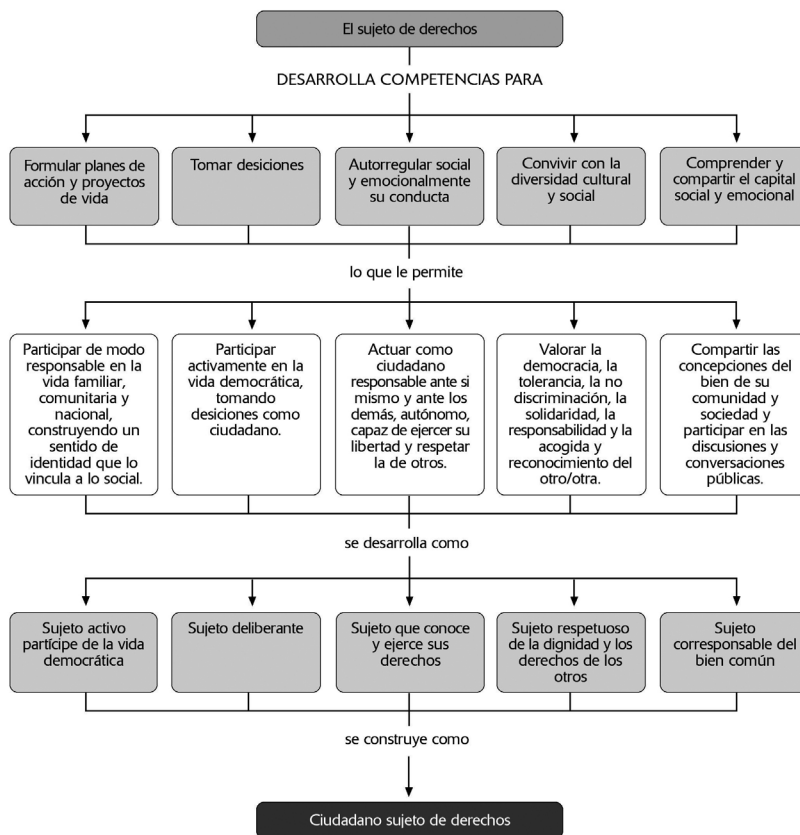 El sujeto de derechos
DESARROLLA COMPETENCIAS PARA
Formular planes de
acción y proyectos
de vida
Tomar desiciones
Autorregular social
y emocionalmente
su conducta
Convivir con la
diversidad cultural
y social
Comprender y
compartir el capital
social y emocional
lo que le permite
Participar de modo
responsable en la
vida familiar,
comunitaria y
nacional,
construyendo un
sentido de
identidad que lo
vincula a lo social.
Participar
activamente en la
vida democrática,
tomando
desiciones como
ciudadano.
Actuar como
ciudadano
responsable ante si
mismo y ante los
demás, autónomo,
capaz de ejercer su
libertad y respetar
la de otros.
Valorar la
democracia, la
tolerancia, la no
discriminación, la
solidaridad, la
responsabilidad y la
acogida y
reconocimiento del
otro/otra.
Compartir las
concepciones del
bien de su
comunidad y
sociedad y
participar en las
discusiones y
conversaciones
públicas.
se desarrolla como
Sujeto activo
partícipe de la vida
democrática
Sujeto deliberante
Sujeto que conoce
y ejerce sus
derechos
Sujeto respetuoso
de la dignidad y los
derechos de los
otros
Sujeto
corresponsable del
bien común
se construye como
Ciudadano sujeto de derechos